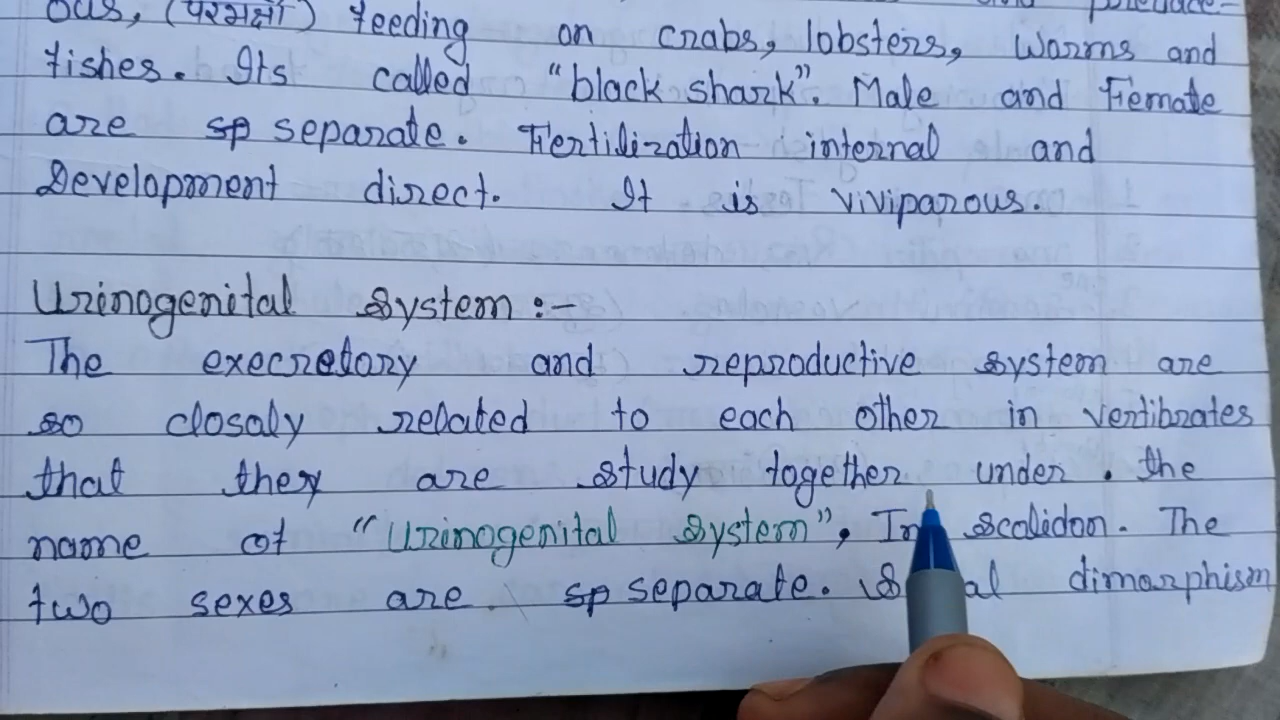 ous, (परभक्षी) feeding on crabs, lobsters, worms and
fishes. Its called "black shark". Male and Female
are sp separate. Fertilization internal and
Development direct. It is viviparous.
Urinogenital System :-
The execretory and reproductive system are
so closaly related to each other in vertibrates
that they are study together under. the
name of "Urinogenital System", In scolidon. The
two sexes are. sp separate. dimorphism